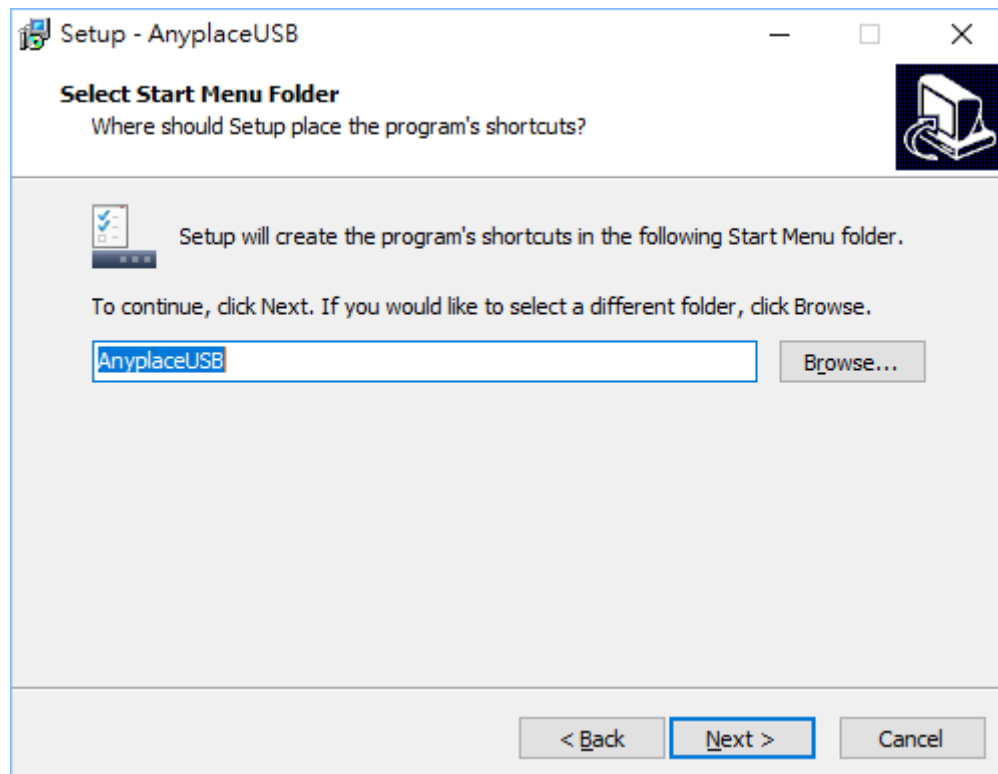 Setup - AnyplaceUSB
Select Start Menu Folder
Where should Setup place the program's shortcuts?
Setup will create the program's shortcuts in the following Start Menu folder.
To continue, click Next. If you would like to select a different folder, click Browse.
AnyplaceUSB
Browse...
< Back
Next >
Cancel